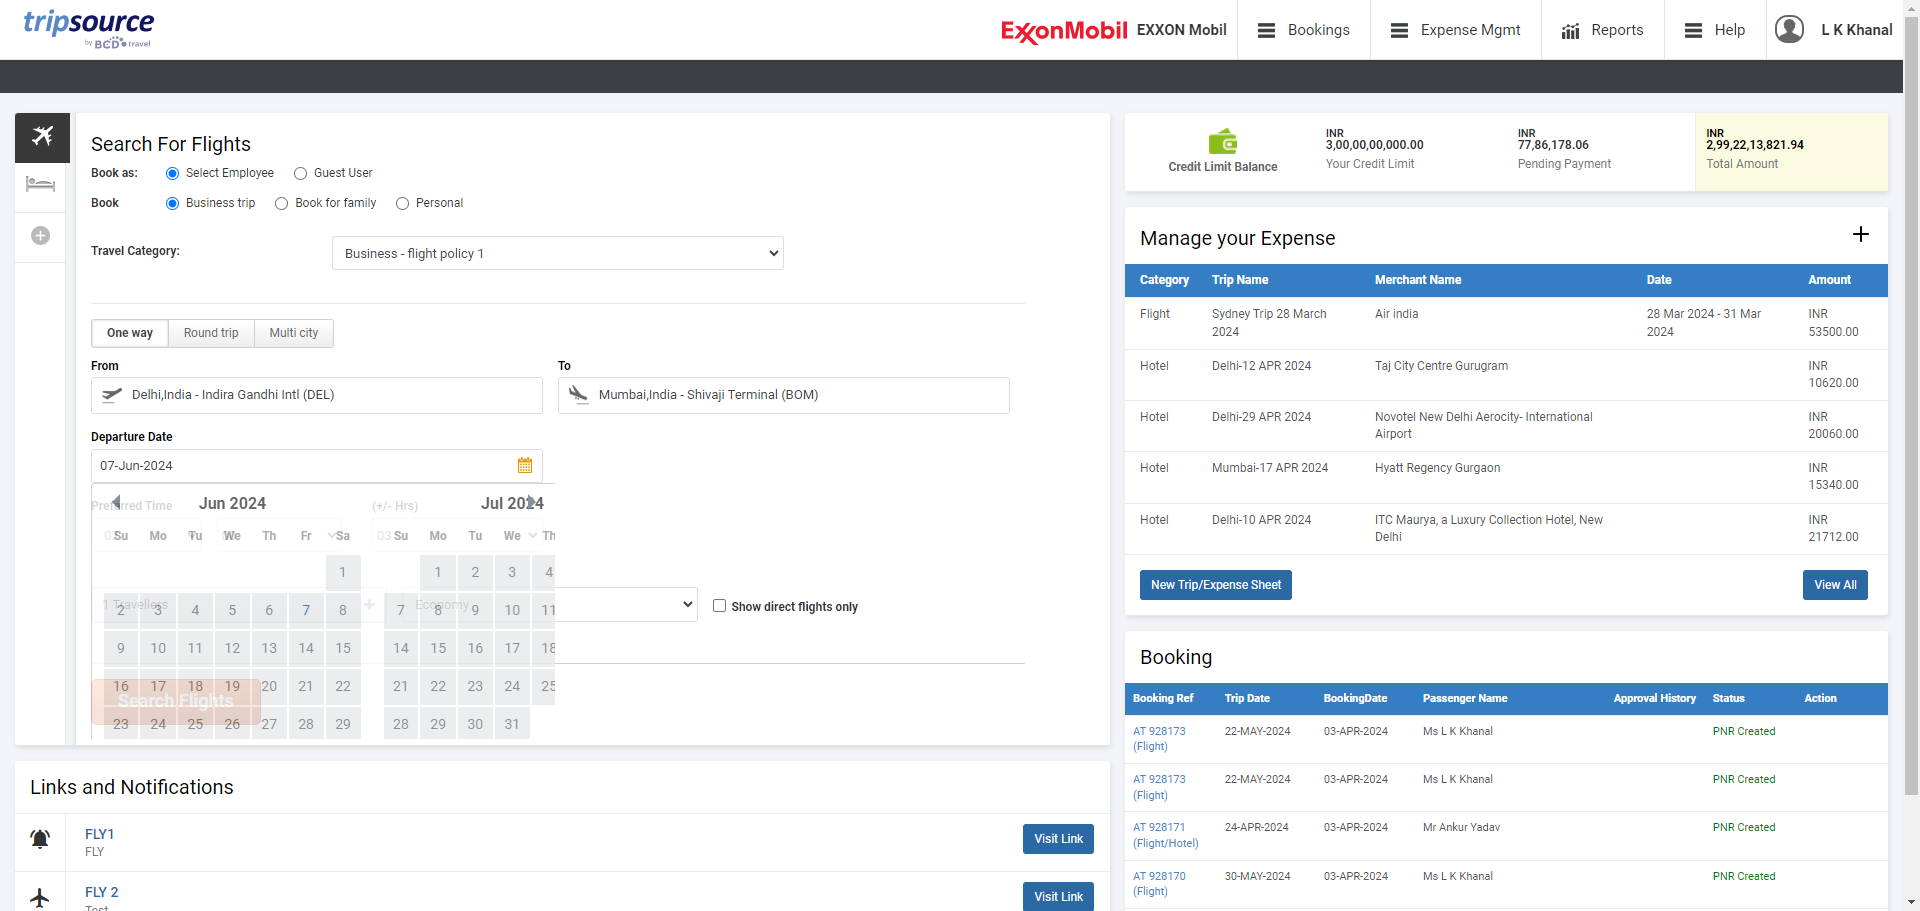 tripsource
by BCD travel
ExxonMobil EXXON Mobil
Bookings
Expense Mgmt
Reports
Help
L K Khanal
Search For Flights
Book as: Select Employee Guest User
Book Business trip Book for family Personal
Travel Category: Business - flight policy 1
One way Round trip Multi city
From
Delhi,India - Indira Gandhi Intl (DEL)
To
Mumbai,India - Shivaji Terminal (BOM)
Departure Date
07-Jun-2024
Preferred Time (+/- Hrs)
Jun 2024
Su Mo Tu We Th Fr Sa
1
2 3 4 5 6 7 8
9 10 11 12 13 14 15
16 17 18 19 20 21 22
23 24 25 26 27 28 29
Jul 2024
Su Mo Tu We Th
1 2 3 4
7 8 9 10 11
14 15 16 17 18
21 22 23 24 25
28 29 30 31
1 Travellers
Economy
Show direct flights only
Search Flights
Links and Notifications
FLY1
FLY
Visit Link
FLY 2
Test
Visit Link
Credit Limit Balance
INR
3,00,00,00,000.00
Your Credit Limit
INR
77,86,178.06
Pending Payment
INR
2,99,22,13,821.94
Total Amount
Manage your Expense
Category Trip Name Merchant Name Date Amount
Flight Sydney Trip 28 March Air india 28 Mar 2024 - 31 Mar INR
2024 2024 53500.00
Hotel Delhi-12 APR 2024 Taj City Centre Gurugram INR
10620.00
Hotel Delhi-29 APR 2024 Novotel New Delhi Aerocity- International INR
Airport 20060.00
Hotel Mumbai-17 APR 2024 Hyatt Regency Gurgaon INR
15340.00
Hotel Delhi-10 APR 2024 ITC Maurya, a Luxury Collection Hotel, New INR
Delhi 21712.00
New Trip/Expense Sheet
View All
Booking
Booking Ref Trip Date BookingDate Passenger Name Approval History Status Action
AT 928173 22-MAY-2024 03-APR-2024 Ms L K Khanal PNR Created
(Flight)
AT 928173 22-MAY-2024 03-APR-2024 Ms L K Khanal PNR Created
(Flight)
AT 928171 24-APR-2024 03-APR-2024 Mr Ankur Yadav PNR Created
(Flight/Hotel)
AT 928170 30-MAY-2024 03-APR-2024 Ms L K Khanal PNR Created
(Flight)